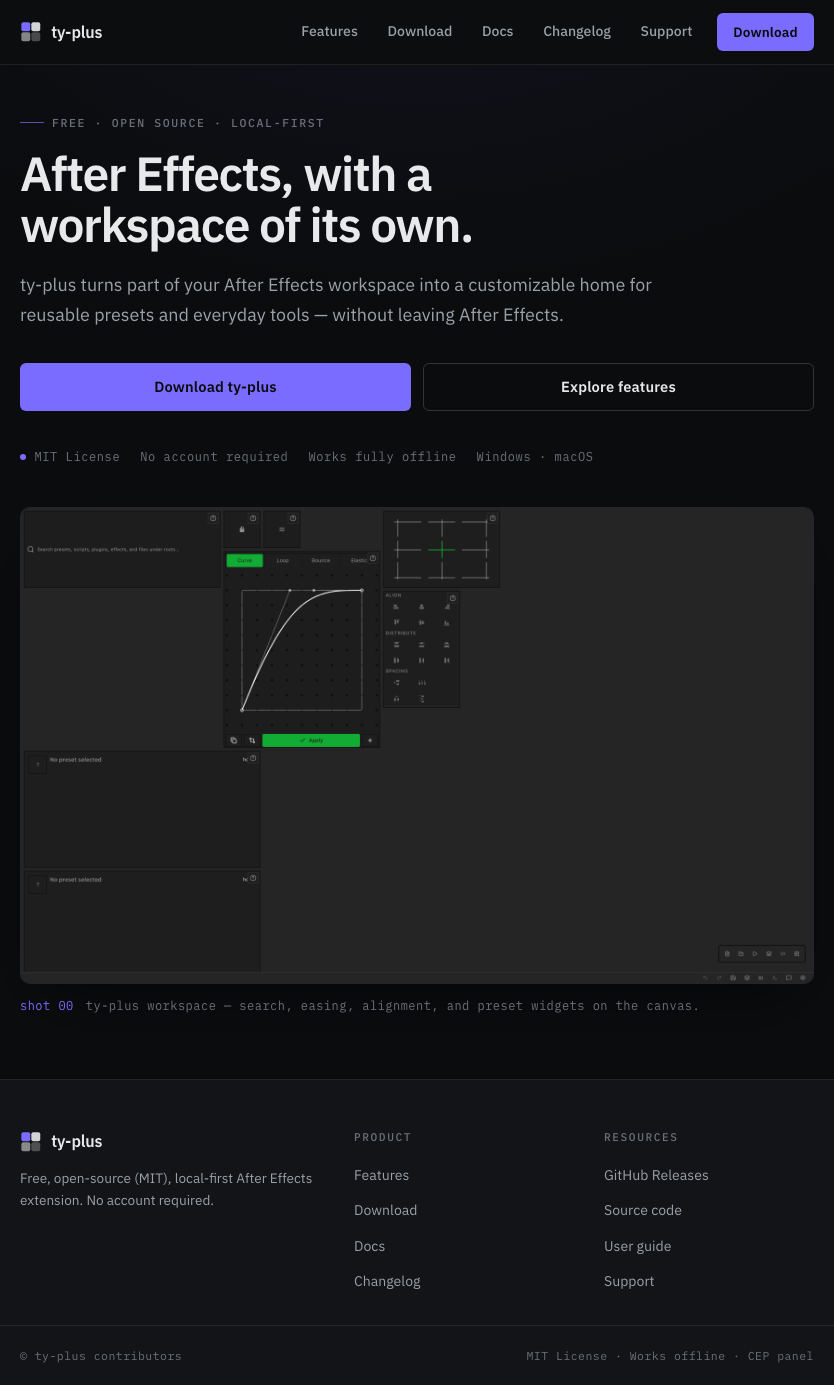 ty-plus
Features Download Docs Changelog Support Download
FREE · OPEN SOURCE · LOCAL-FIRST
After Effects, with a
workspace of its own.
ty-plus turns part of your After Effects workspace into a customizable home for
reusable presets and everyday tools — without leaving After Effects.
Download ty-plus
Explore features
MIT License No account required Works fully offline Windows · macOS
Search presets, scripts, plugins, effects, and files under roots...
Curve Loop Bounce Elastic
ALIGN
DISTRIBUTE
SPACING
Apply
No preset selected
No preset selected
shot 00 ty-plus workspace — search, easing, alignment, and preset widgets on the canvas.
ty-plus
Free, open-source (MIT), local-first After Effects
extension. No account required.
PRODUCT
Features
Download
Docs
Changelog
RESOURCES
GitHub Releases
Source code
User guide
Support
© ty-plus contributors
MIT License · Works offline · CEP panel